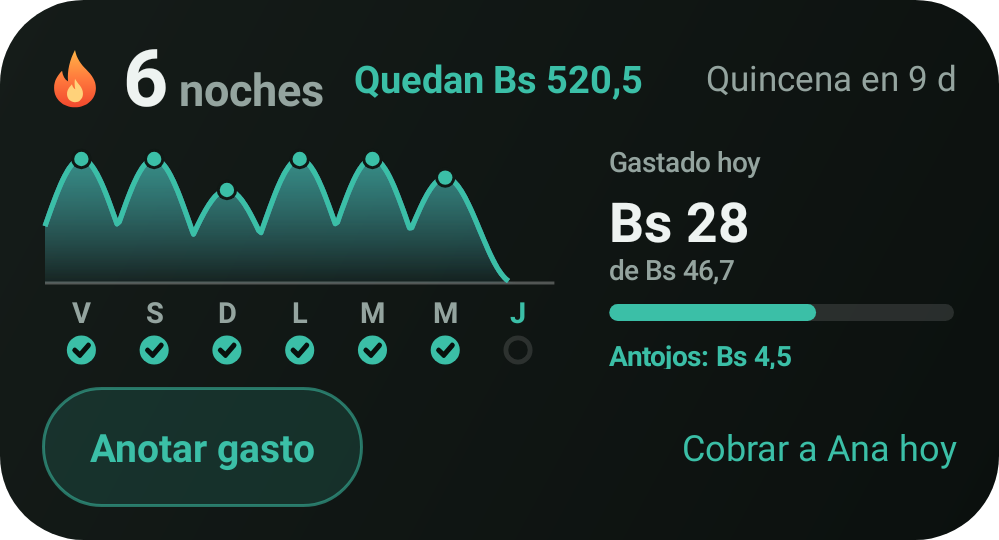 6 noches
Quedan Bs 520,5
Quincena en 9 d
Gastado hoy
Bs 28
de Bs 46,7
V S D L M M J
Antojos: Bs 4,5
Anotar gasto
Cobrar a Ana hoy